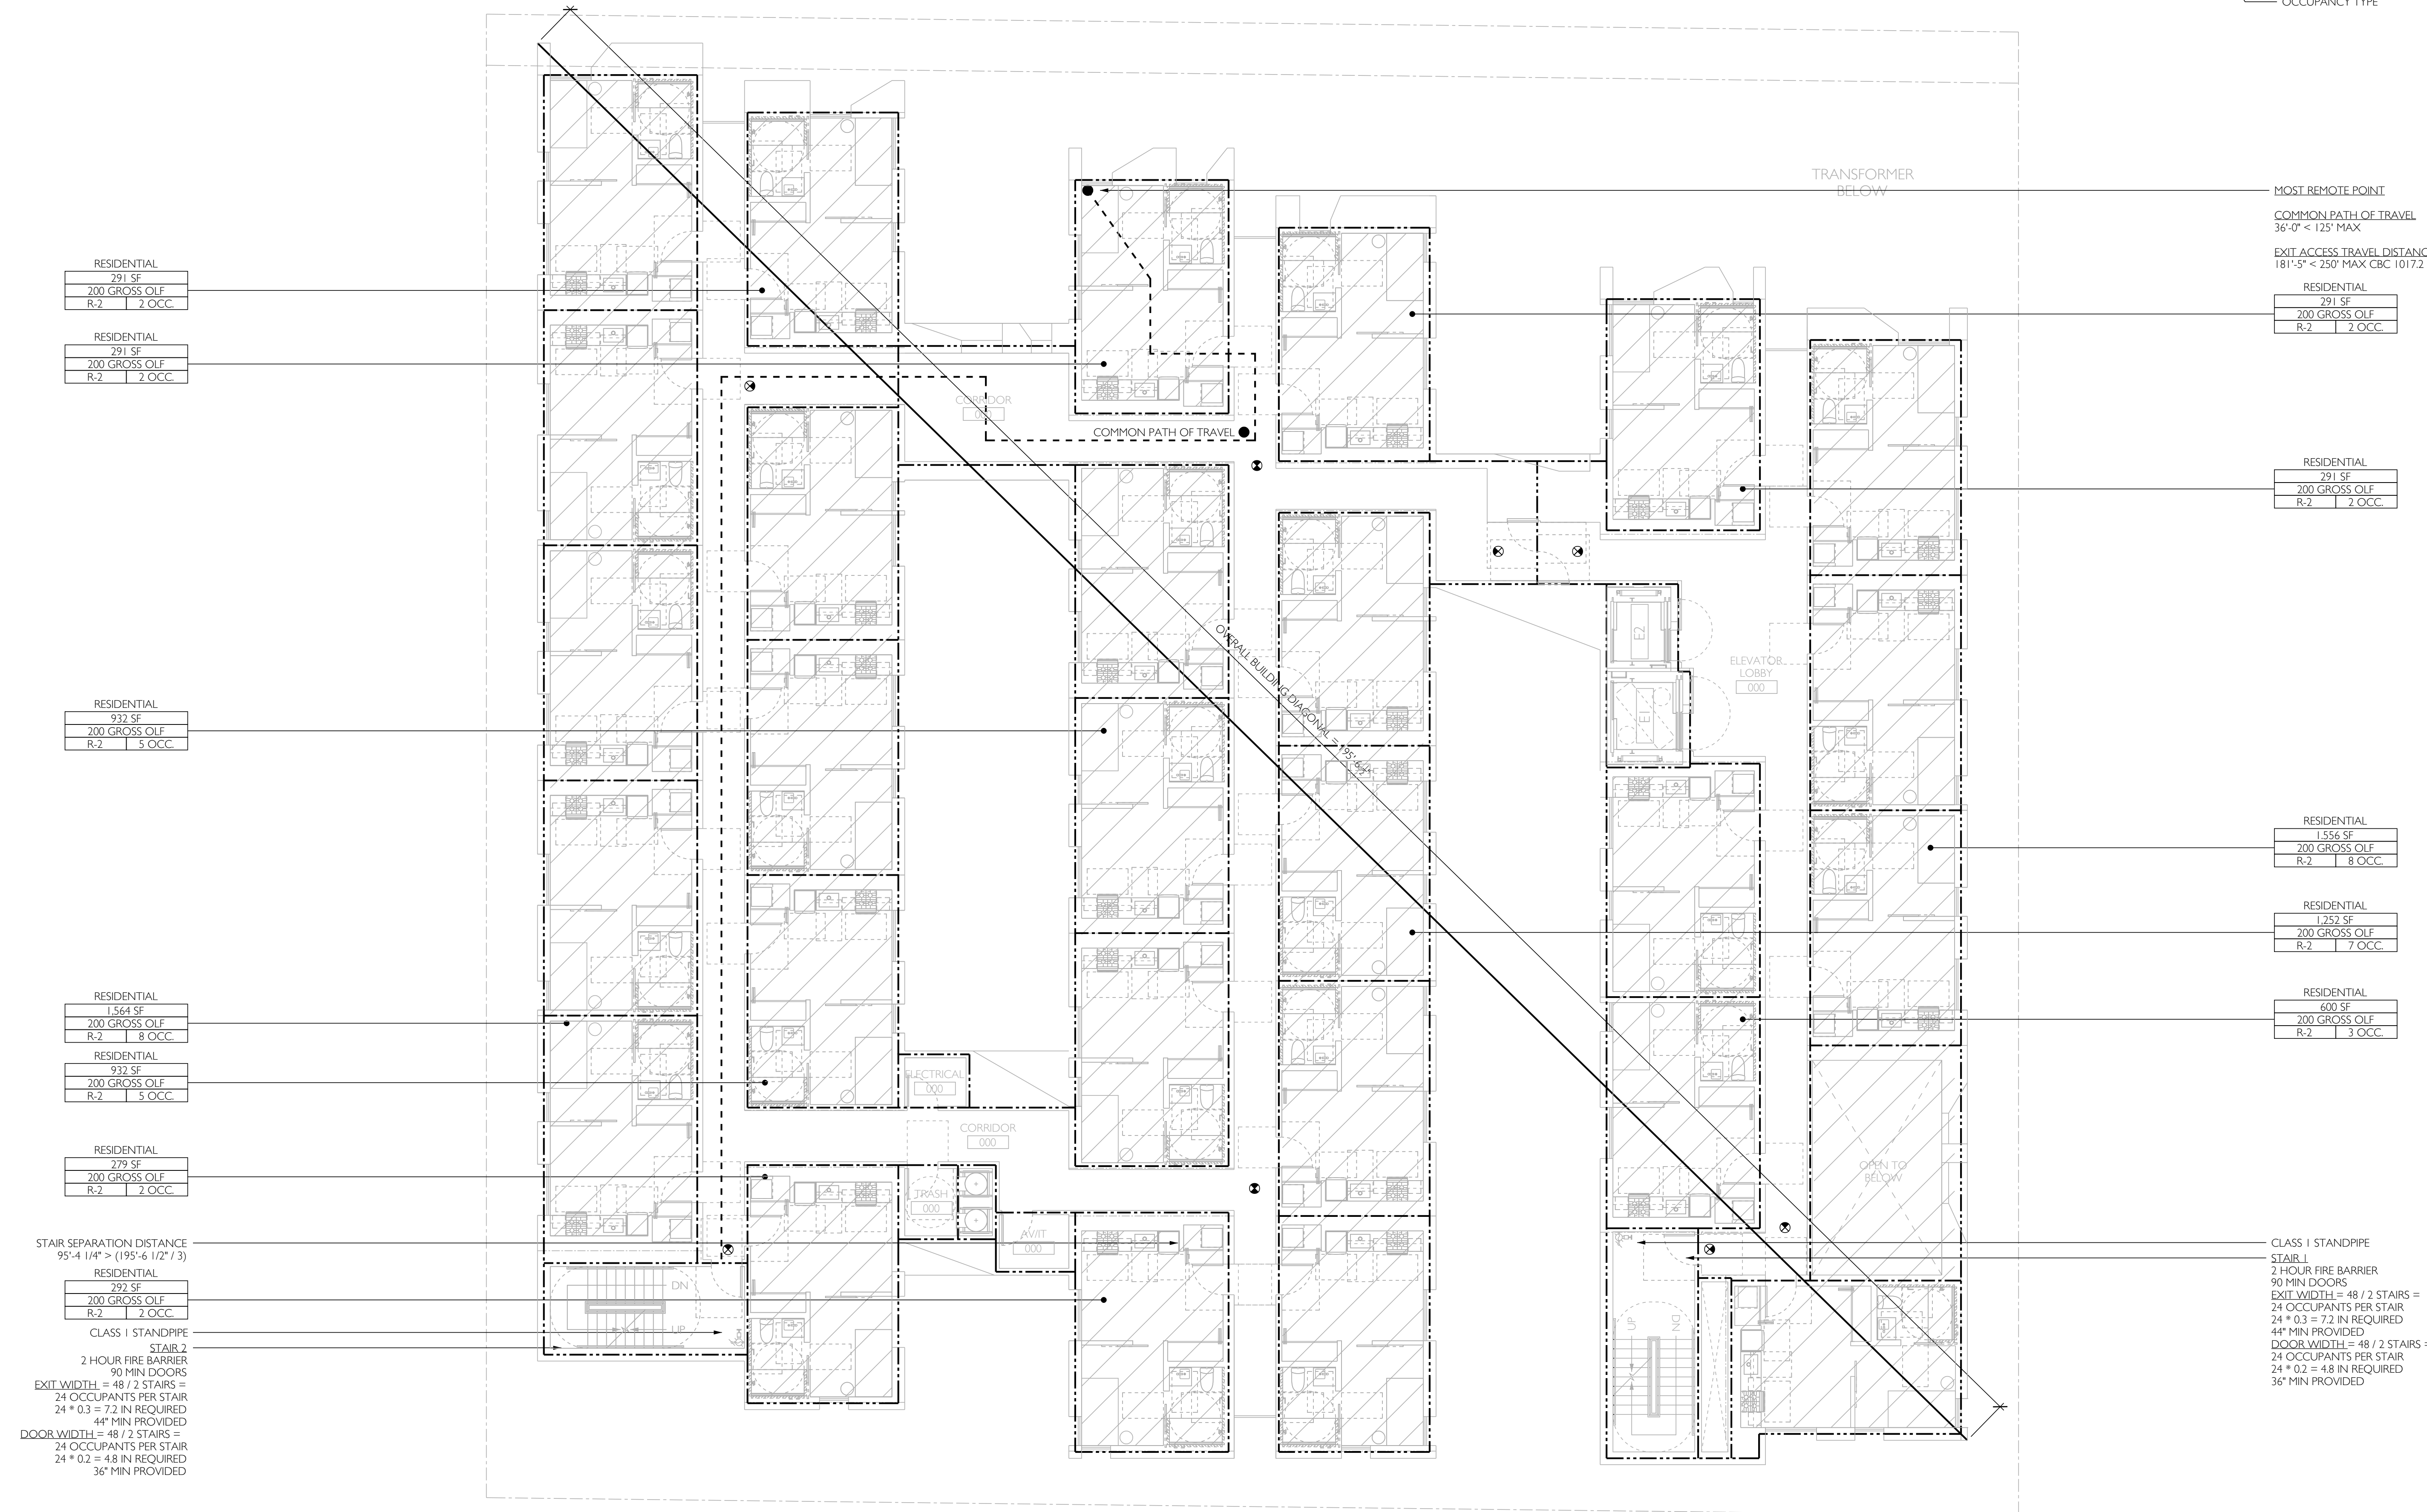 OCCUPANCY TYPE
RESIDENTIAL
291 SF
200 GROSS OLF
R-2 2 OCC.
RESIDENTIAL
291 SF
200 GROSS OLF
R-2 2 OCC.
RESIDENTIAL
932 SF
200 GROSS OLF
R-2 5 OCC.
RESIDENTIAL
1,564 SF
200 GROSS OLF
R-2 8 OCC.
RESIDENTIAL
932 SF
200 GROSS OLF
R-2 5 OCC.
RESIDENTIAL
279 SF
200 GROSS OLF
R-2 2 OCC.
STAIR SEPARATION DISTANCE
95'-4 1/4" > (195'-6 1/2" / 3)
RESIDENTIAL
292 SF
200 GROSS OLF
R-2 2 OCC.
CLASS 1 STANDPIPE
STAIR 2
2 HOUR FIRE BARRIER
90 MIN DOORS
EXIT WIDTH = 48 / 2 STAIRS =
24 OCCUPANTS PER STAIR
24 * 0.3 = 7.2 IN REQUIRED
44" MIN PROVIDED
DOOR WIDTH = 48 / 2 STAIRS =
24 OCCUPANTS PER STAIR
24 * 0.2 = 4.8 IN REQUIRED
36" MIN PROVIDED
TRANSFORMER
BELOW
CORRIDOR
000
COMMON PATH OF TRAVEL
OVERALL BUILDING DIAGONAL = 195'-6.5"
E2
E1
ELEVATOR
LOBBY
000
ELECTRICAL
000
CORRIDOR
000
TRASH
000
AV/IT
000
OPEN TO
BELOW
DN
UP
UP
DN
MOST REMOTE POINT
COMMON PATH OF TRAVEL
36'-0" < 125' MAX
EXIT ACCESS TRAVEL DISTANC
181'-5" < 250' MAX CBC 1017.2
RESIDENTIAL
291 SF
200 GROSS OLF
R-2 2 OCC.
RESIDENTIAL
291 SF
200 GROSS OLF
R-2 2 OCC.
RESIDENTIAL
1,556 SF
200 GROSS OLF
R-2 8 OCC.
RESIDENTIAL
1,252 SF
200 GROSS OLF
R-2 7 OCC.
RESIDENTIAL
600 SF
200 GROSS OLF
R-2 3 OCC.
CLASS 1 STANDPIPE
STAIR 1
2 HOUR FIRE BARRIER
90 MIN DOORS
EXIT WIDTH = 48 / 2 STAIRS =
24 OCCUPANTS PER STAIR
24 * 0.3 = 7.2 IN REQUIRED
44" MIN PROVIDED
DOOR WIDTH = 48 / 2 STAIRS =
24 OCCUPANTS PER STAIR
24 * 0.2 = 4.8 IN REQUIRED
36" MIN PROVIDED